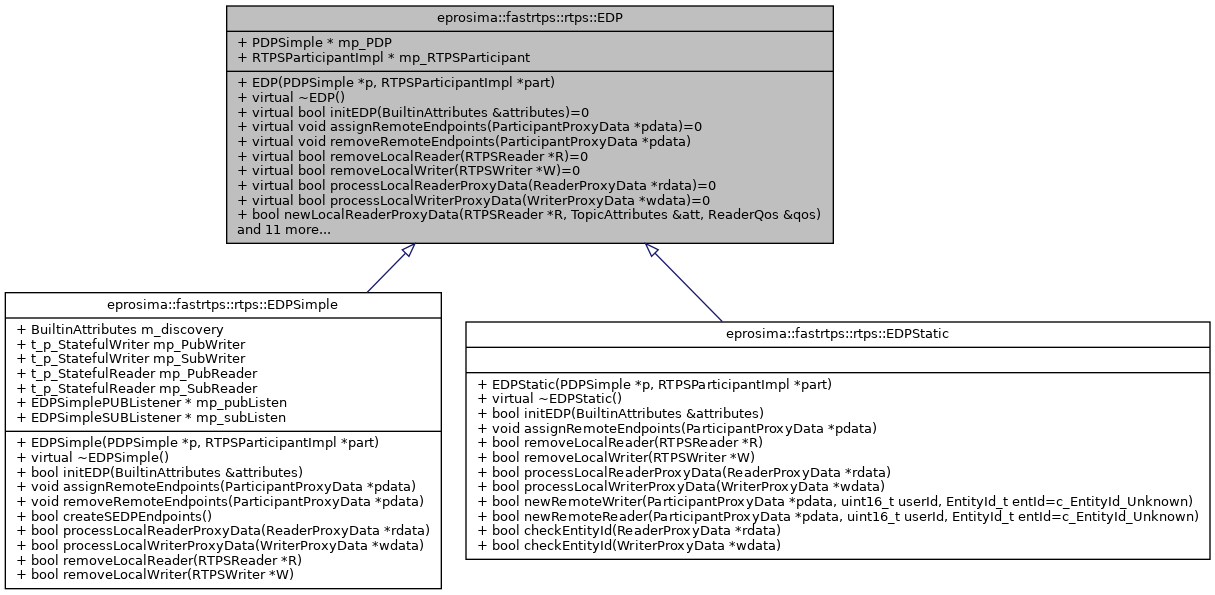 eprosima::fastrtps::rtps::EDP
+ PDPSimple * mp_PDP
+ RTPSParticipantImpl * mp_RTPSParticipant
+ EDP(PDPSimple *p, RTPSParticipantImpl *part)
+ virtual ~EDP()
+ virtual bool initEDP(BuiltinAttributes &attributes)=0
+ virtual void assignRemoteEndpoints(ParticipantProxyData *pdata)=0
+ virtual void removeRemoteEndpoints(ParticipantProxyData *pdata)
+ virtual bool removeLocalReader(RTPSReader *R)=0
+ virtual bool removeLocalWriter(RTPSWriter *W)=0
+ virtual bool processLocalReaderProxyData(ReaderProxyData *rdata)=0
+ virtual bool processLocalWriterProxyData(WriterProxyData *wdata)=0
+ bool newLocalReaderProxyData(RTPSReader *R, TopicAttributes &att, ReaderQos &qos)
and 11 more...
eprosima::fastrtps::rtps::EDPSimple
+ BuiltinAttributes m_discovery
+ t_p_StatefulWriter mp_PubWriter
+ t_p_StatefulWriter mp_SubWriter
+ t_p_StatefulReader mp_PubReader
+ t_p_StatefulReader mp_SubReader
+ EDPSimplePUBListener * mp_pubListen
+ EDPSimpleSUBListener * mp_subListen
+ EDPSimple(PDPSimple *p, RTPSParticipantImpl *part)
+ virtual ~EDPSimple()
+ bool initEDP(BuiltinAttributes &attributes)
+ void assignRemoteEndpoints(ParticipantProxyData *pdata)
+ void removeRemoteEndpoints(ParticipantProxyData *pdata)
+ bool createSEDPEndpoints()
+ bool processLocalReaderProxyData(ReaderProxyData *rdata)
+ bool processLocalWriterProxyData(WriterProxyData *wdata)
+ bool removeLocalReader(RTPSReader *R)
+ bool removeLocalWriter(RTPSWriter *W)
eprosima::fastrtps::rtps::EDPStatic
+ EDPStatic(PDPSimple *p, RTPSParticipantImpl *part)
+ virtual ~EDPStatic()
+ bool initEDP(BuiltinAttributes &attributes)
+ void assignRemoteEndpoints(ParticipantProxyData *pdata)
+ bool removeLocalReader(RTPSReader *R)
+ bool removeLocalWriter(RTPSWriter *W)
+ bool processLocalReaderProxyData(ReaderProxyData *rdata)
+ bool processLocalWriterProxyData(WriterProxyData *wdata)
+ bool newRemoteWriter(ParticipantProxyData *pdata, uint16_t userId, EntityId_t entId=c_EntityId_Unknown)
+ bool newRemoteReader(ParticipantProxyData *pdata, uint16_t userId, EntityId_t entId=c_EntityId_Unknown)
+ bool checkEntityId(ReaderProxyData *rdata)
+ bool checkEntityId(WriterProxyData *wdata)